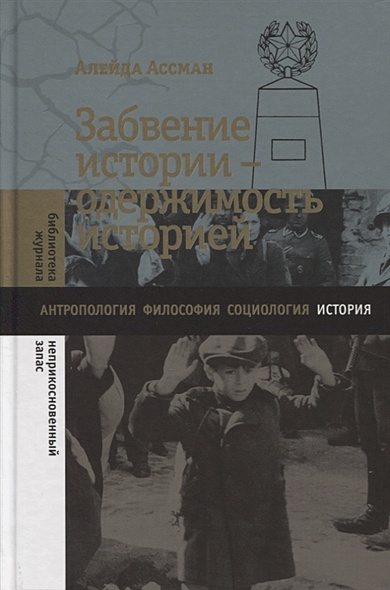 Алейда Ассман
Забвение
истории –
одержимость
историей
библиотека
журнала
АНТРОПОЛОГИЯ ФИЛОСОФИЯ СОЦИОЛОГИЯ ИСТОРИЯ
неприкосновенный
запас